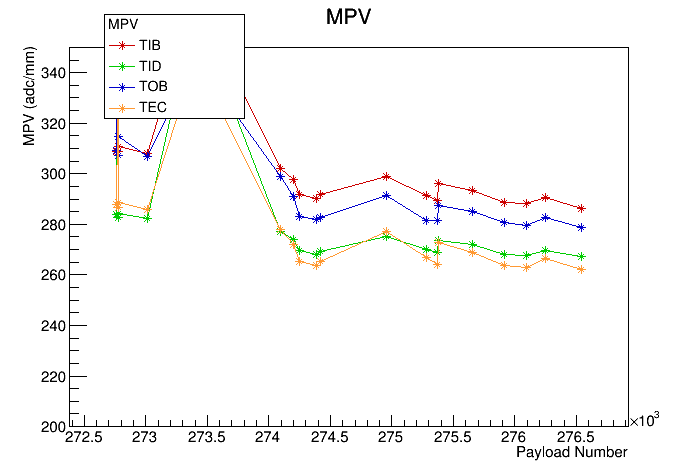 MPV
MPV
TIB
TID
TOB
TEC
MPV (adc/mm)
340
320
300
280
260
240
220
200
272.5 273 273.5 274 274.5 275 275.5 276 276.5
×10³
Payload Number